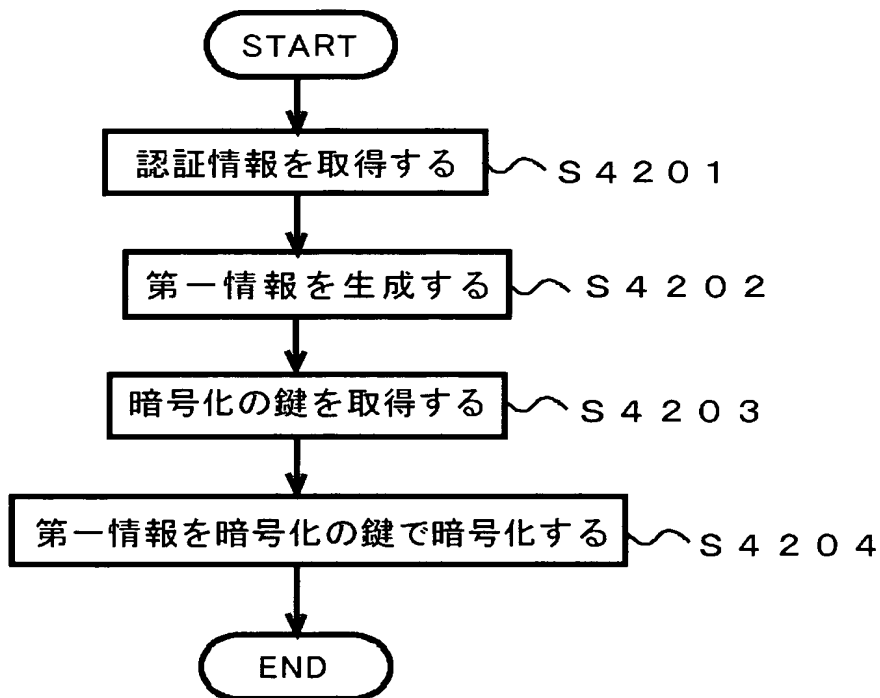 START
認証情報を取得する
S4201
第一情報を生成する
S4202
暗号化の鍵を取得する
S4203
第一情報を暗号化の鍵で暗号化する
S4204
END